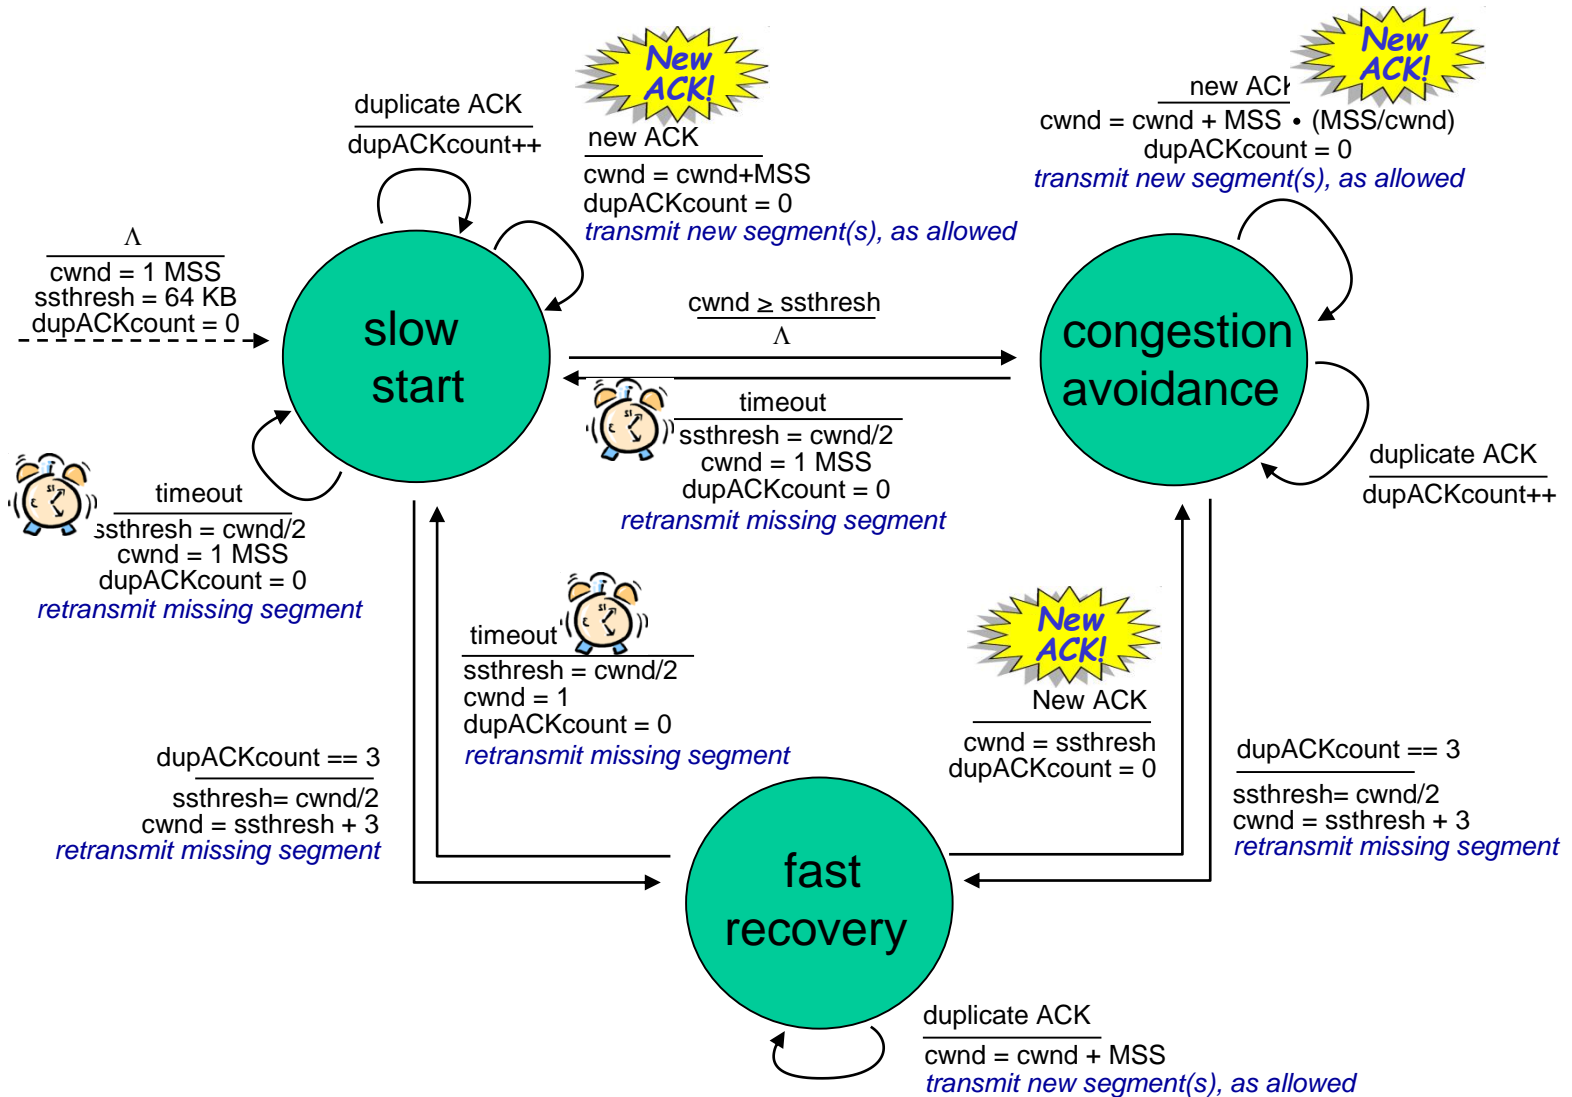 New
ACK!
New
ACK!
duplicate ACK
dupACKcount++
new ACK
cwnd = cwnd+MSS
dupACKcount = 0
transmit new segment(s), as allowed
new ACK
cwnd = cwnd + MSS • (MSS/cwnd)
dupACKcount = 0
transmit new segment(s), as allowed
Λ
cwnd = 1 MSS
ssthresh = 64 KB
dupACKcount = 0
slow
start
cwnd ≥ ssthresh
Λ
congestion
avoidance
timeout
ssthresh = cwnd/2
cwnd = 1 MSS
dupACKcount = 0
retransmit missing segment
duplicate ACK
dupACKcount++
timeout
ssthresh = cwnd/2
cwnd = 1 MSS
dupACKcount = 0
retransmit missing segment
timeout
ssthresh = cwnd/2
cwnd = 1
dupACKcount = 0
retransmit missing segment
New
ACK!
New ACK
cwnd = ssthresh
dupACKcount = 0
dupACKcount == 3
ssthresh= cwnd/2
cwnd = ssthresh + 3
retransmit missing segment
dupACKcount == 3
ssthresh= cwnd/2
cwnd = ssthresh + 3
retransmit missing segment
fast
recovery
duplicate ACK
cwnd = cwnd + MSS
transmit new segment(s), as allowed